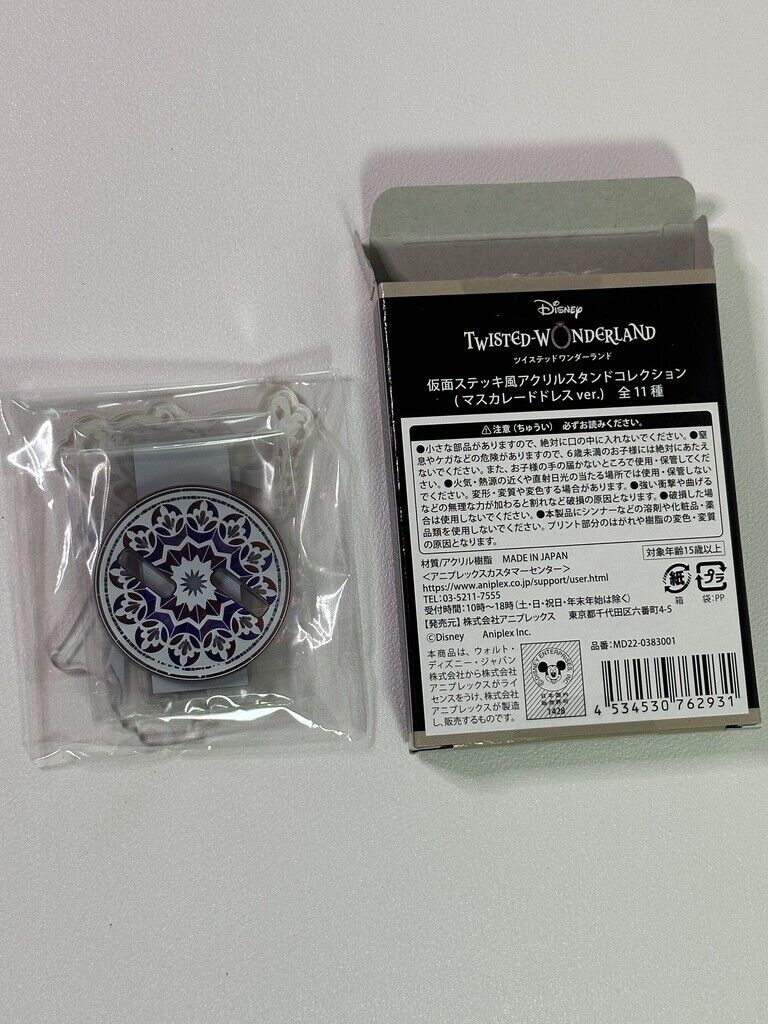 Disney
TWISTED-WONDERLAND
ツイステッドワンダーランド
仮面ステッキ風アクリルスタンドコレクション
(マスカレードドレス ver.) 全 11 種
⚠注意（ちゅうい） 必ずお読みください。
●小さな部品がありますので、絶対に口の中に入れないでください。●窒
息やケガなどの危険がありますので、6歳未満のお子様には絶対にあたえ
ないでください。また、お子様の手の届かないところで使用・保管してくだ
さい。●火気・熱源の近くや直射日光の当たる場所では使用・保管しない
でください。変形・変質や変色する場合があります。●強い衝撃や曲げる
などの無理な力が加わると割れなど破損の原因となります。●破損した場
合は使用しないでください。●本製品にシンナーなどの溶剤や化粧品・薬
品類を使用しないでください。プリント部分のはがれや樹脂の変色・変質
の原因となります。
対象年齢15歳以上
材質/アクリル樹脂 MADE IN JAPAN
<アニプレックスカスタマーセンター>
https://www.aniplex.co.jp/support/user.html
TEL：03-5211-7555
受付時間：10時～18時（土・日・祝日・年末年始は除く）
【発売元】株式会社アニプレックス 東京都千代田区六番町4-5
©Disney Aniplex Inc.
紙
箱
プラ
袋：PP
品番：MD22-0383001
本商品は、ウォルト・
ディズニー・ジャパン
株式会社から株式会社
アニプレックスがライ
センスをうけ、株式会社
アニプレックスが製造
し、販売するものです。
日本国内
1428
4 534530 762931